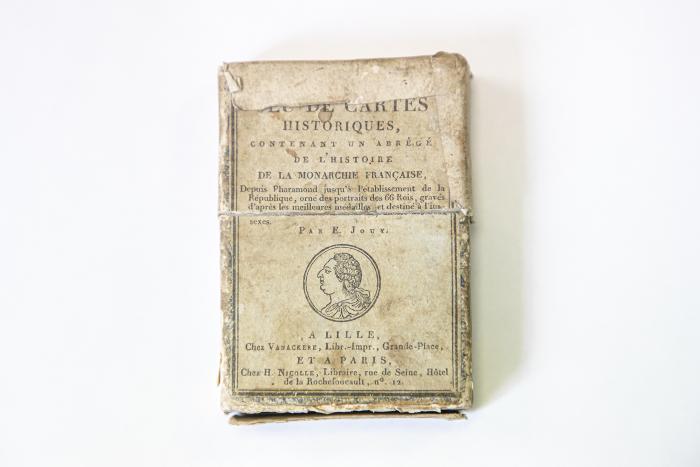 DE CARTES
HISTORIQUES,
CONTENANT UN ABRÉGÉ
DE L'HISTOIRE
DE LA MONARCHIE FRANÇAISE,
Depuis Pharamond jusqu'à l'établissement de la
République, orné des portraits des 66 Rois, gravés
d'après les meilleures médailles et destiné à l'ins-
sexes.
PAR E. JOUY.
A LILLE,
Chez VANACKERE, Libr.-Impr., Grande-Place,
ET A PARIS,
Chez H. NICOLLE, Libraire, rue de Seine, Hôtel
de la Rochefoucault, n°. 12.